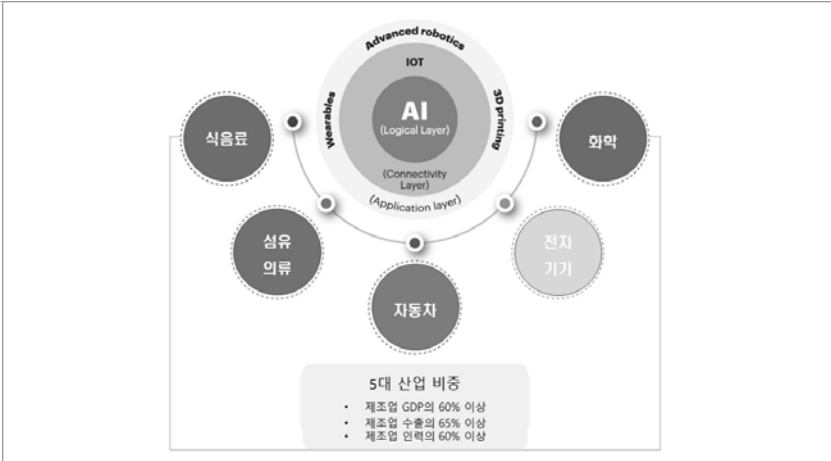 Advanced robotics
IOT
Wearables
3D printing
AI
(Logical Layer)
(Connectivity
Layer)
(Application layer)
식음료
화학
섬유
의류
전자
기기
자동차
5대 산업 비중
• 제조업 GDP의 60% 이상
• 제조업 수출의 65% 이상
• 제조업 인력의 60% 이상